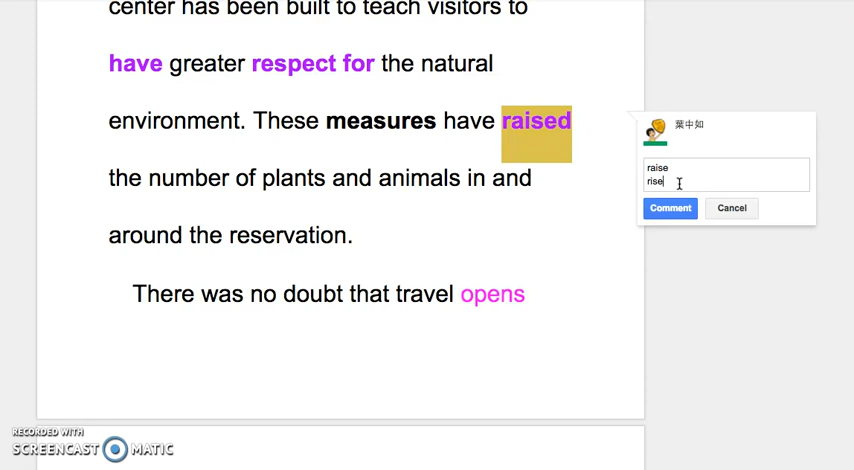 center has been built to teach visitors to
have greater respect for the natural
environment. These measures have raised
the number of plants and animals in and
around the reservation.
There was no doubt that travel opens
葉中如
raise
rise
Comment Cancel
RECORDED WITH
SCREENCAST MATIC